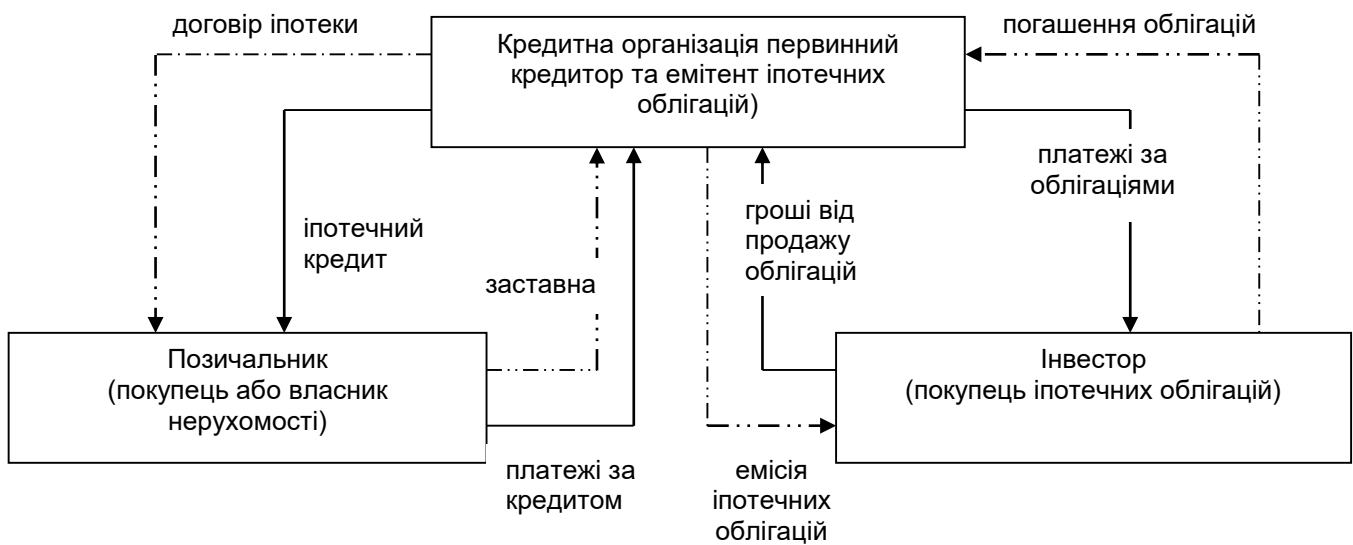 договір іпотеки
Кредитна організація первинний
кредитор та емітент іпотечних
облігацій)
погашення облігацій
іпотечний
кредит
заставна
гроші від
продажу
облігацій
платежі за
облігаціями
Позичальник
(покупець або власник
нерухомості)
Інвестор
(покупець іпотечних облігацій)
платежі за
кредитом
емісія
іпотечних
облігацій